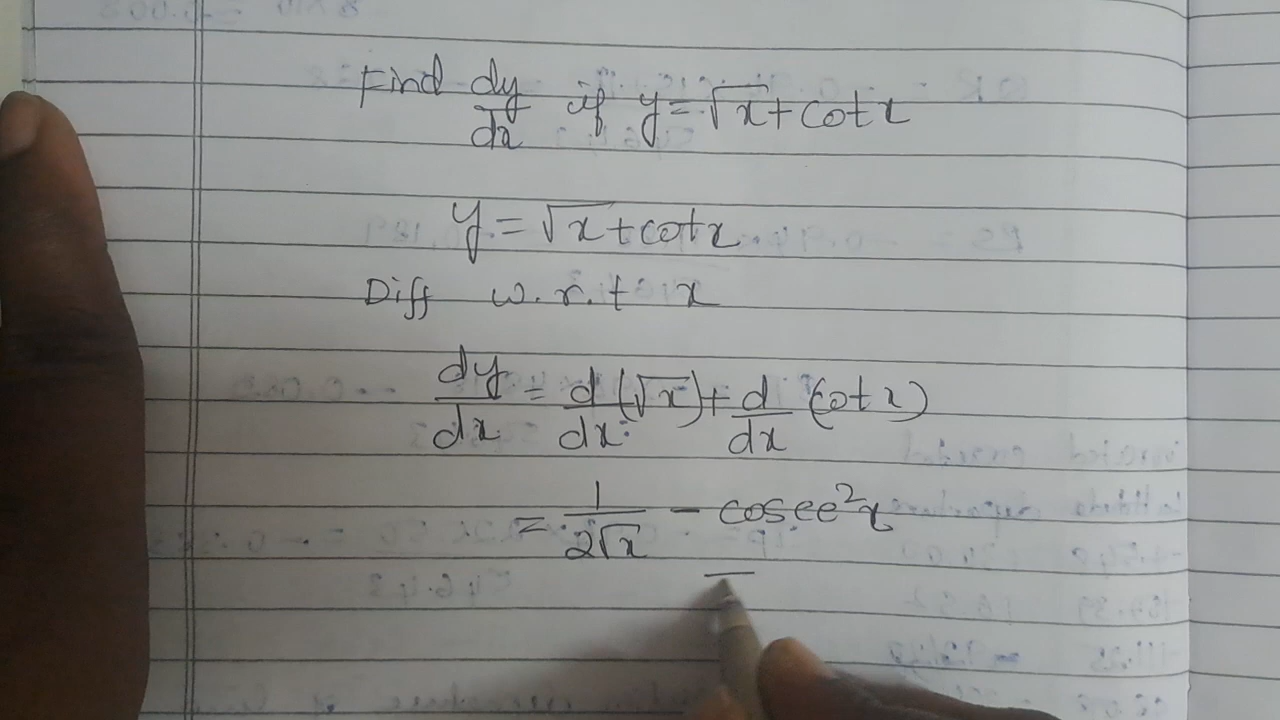 Find dy/dx if y = √x + cot x
y = √x + cot x
Diff w.r.t x
dy/dx = d/dx (√x) + d/dx (cot x)
= 1/2√x - cosec²x